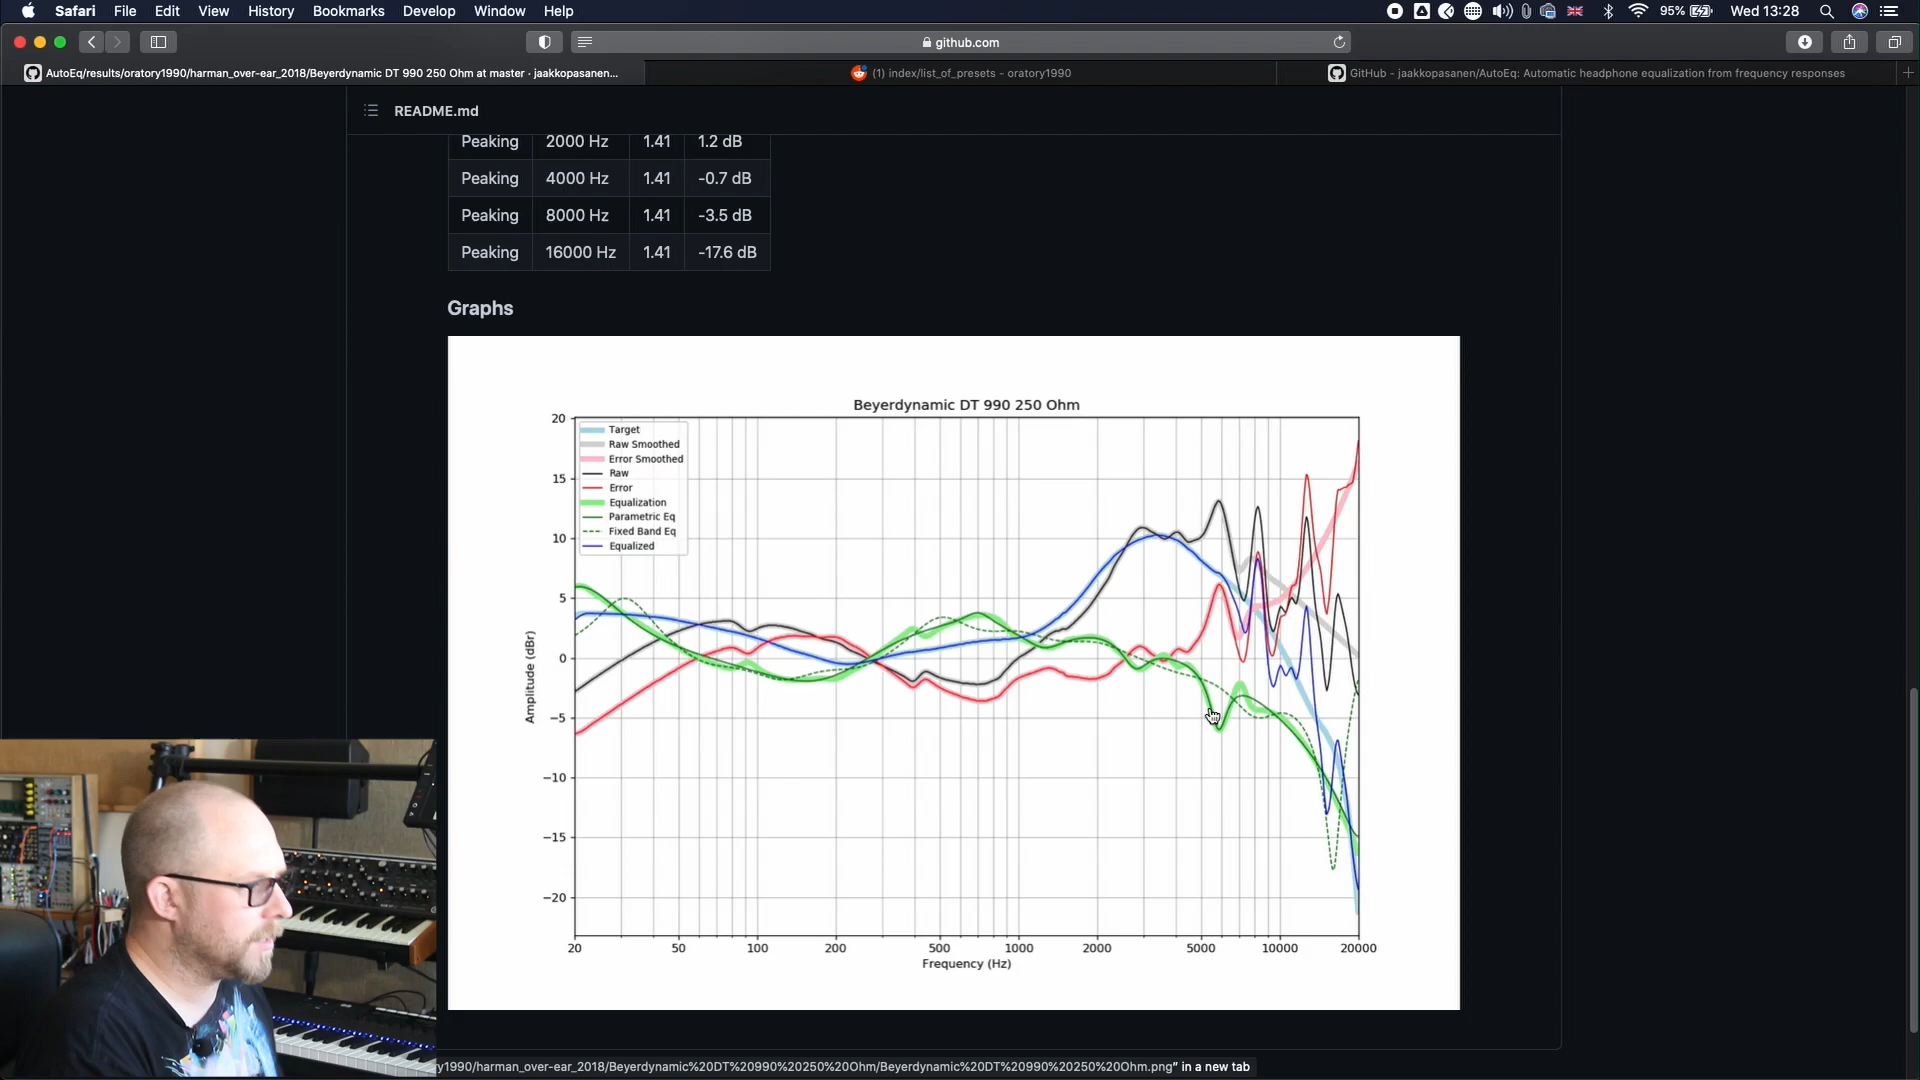 Safari File Edit View History Bookmarks Develop Window Help 95% Wed 13:28
github.com
AutoEq/results/oratory1990/harman_over-ear_2018/Beyerdynamic DT 990 250 Ohm at master · jaakkopasanen...
(1) index/list_of_presets - oratory1990
GitHub - jaakkopasanen/AutoEq: Automatic headphone equalization from frequency responses
README.md
Peaking 2000 Hz 1.41 1.2 dB
Peaking 4000 Hz 1.41 -0.7 dB
Peaking 8000 Hz 1.41 -3.5 dB
Peaking 16000 Hz 1.41 -17.6 dB
Graphs
Beyerdynamic DT 990 250 Ohm
Target
Raw Smoothed
Error Smoothed
Raw
Error
Equalization
Parametric Eq
Fixed Band Eq
Equalized
20
15
10
5
0
−5
−10
−15
−20
Amplitude (dBr)
20 50 100 200 500 1000 2000 5000 10000 20000
Frequency (Hz)
y1990/harman_over-ear_2018/Beyerdynamic%20DT%20990%20250%20Ohm/Beyerdynamic%20DT%20990%20250%20Ohm.png" in a new tab